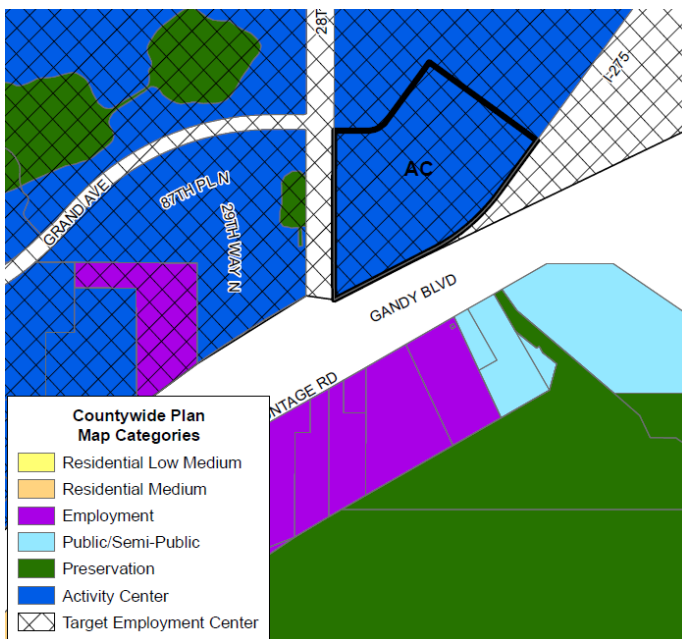 28T
I-275
AC
87TH PL N
GRAND AVE
29TH WAY N
GANDY BLVD
NTAGE RD
Countywide Plan
Map Categories
Residential Low Medium
Residential Medium
Employment
Public/Semi-Public
Preservation
Activity Center
Target Employment Center